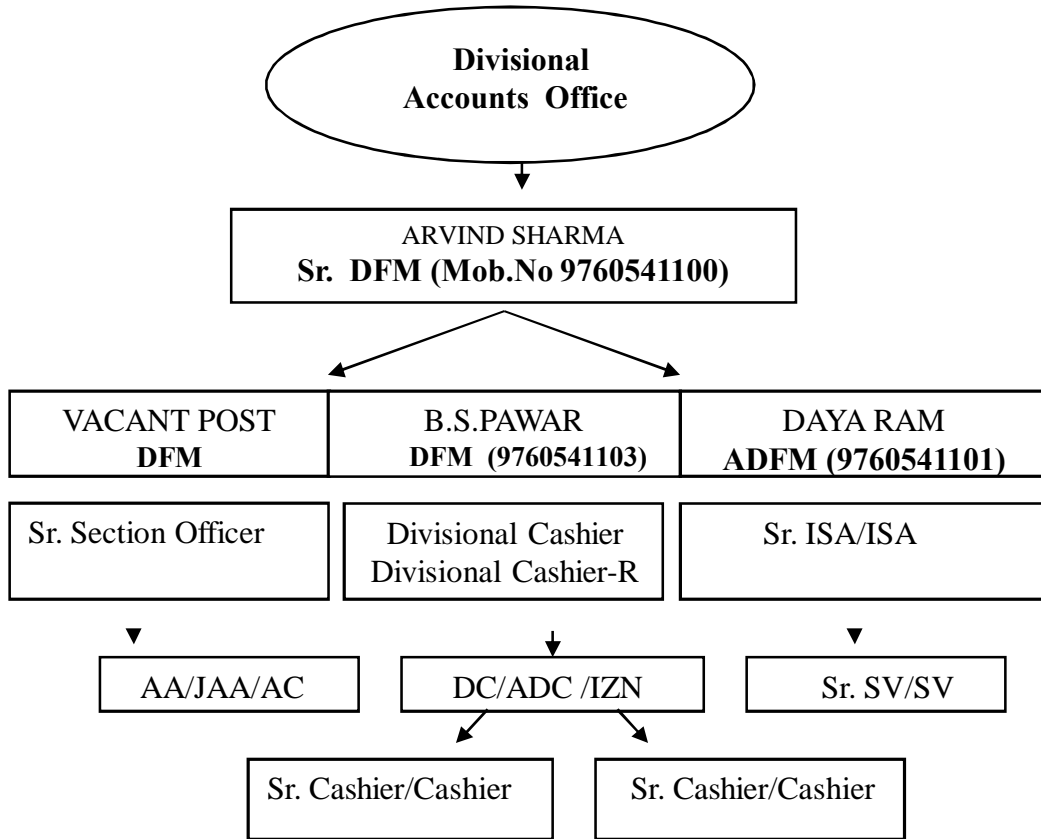 Divisional
Accounts Office
ARVIND SHARMA
Sr. DFM (Mob.No 9760541100)
VACANT POST
DFM
B.S.PAWAR
DFM (9760541103)
DAYA RAM
ADFM (9760541101)
Sr. Section Officer
Divisional Cashier
Divisional Cashier-R
Sr. ISA/ISA
AA/JAA/AC
DC/ADC /IZN
Sr. SV/SV
Sr. Cashier/Cashier
Sr. Cashier/Cashier